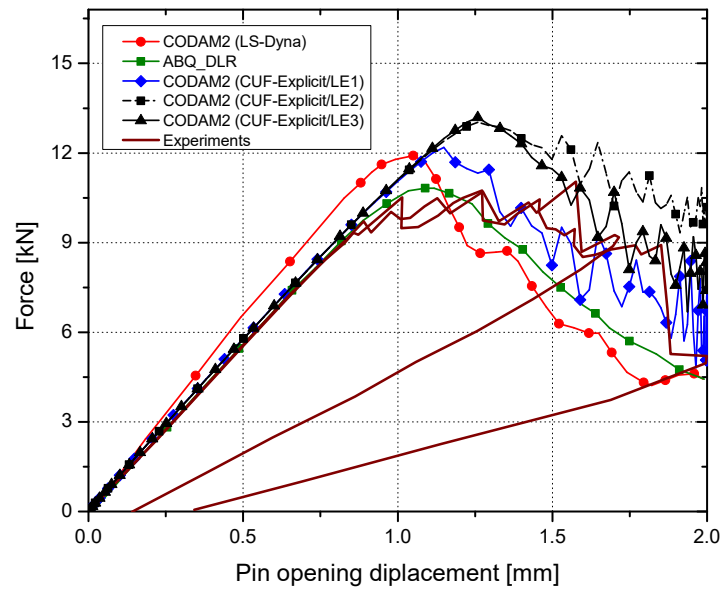 CODAM2 (LS-Dyna)
ABQ_DLR
CODAM2 (CUF-Explicit/LE1)
CODAM2 (CUF-Explicit/LE2)
CODAM2 (CUF-Explicit/LE3)
Experiments
Force [kN]
15
12
9
6
3
0
0.0
0.5
1.0
1.5
2.0
Pin opening diplacement [mm]